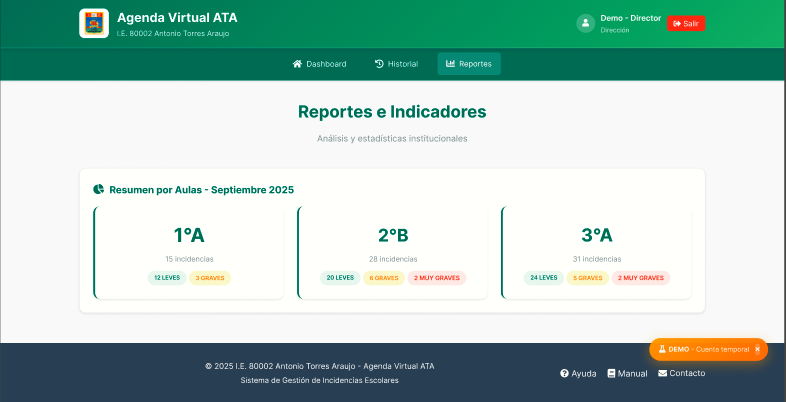 Agenda Virtual ATA
I.E. 80002 Antonio Torres Araujo
Demo - Director
Dirección
Salir
Dashboard
Historial
Reportes
Reportes e Indicadores
Análisis y estadísticas institucionales
Resumen por Aulas - Septiembre 2025
1°A
15 incidencias
12 LEVES
3 GRAVES
2°B
28 incidencias
20 LEVES
6 GRAVES
2 MUY GRAVES
3°A
31 incidencias
24 LEVES
5 GRAVES
2 MUY GRAVES
DEMO - Cuenta temporal
© 2025 I.E. 80002 Antonio Torres Araujo - Agenda Virtual ATA
Sistema de Gestión de Incidencias Escolares
Ayuda
Manual
Contacto